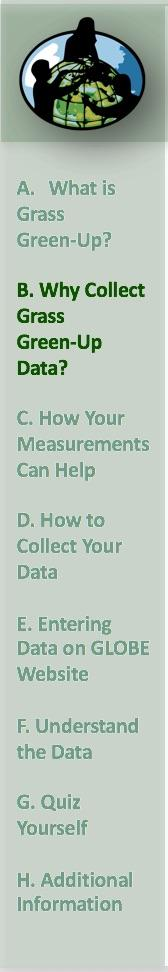 A. What is
Grass
Green-Up?
B. Why Collect
Grass
Green-Up
Data?
C. How Your
Measurements
Can Help
D. How to
Collect Your
Data
E. Entering
Data on GLOBE
Website
F. Understand
the Data
G. Quiz
Yourself
H. Additional
Information